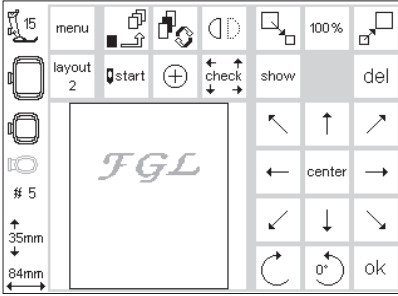 15 menu 100%
layout start check show del
2
FGL
center
# 5
35mm
84mm 0° ok